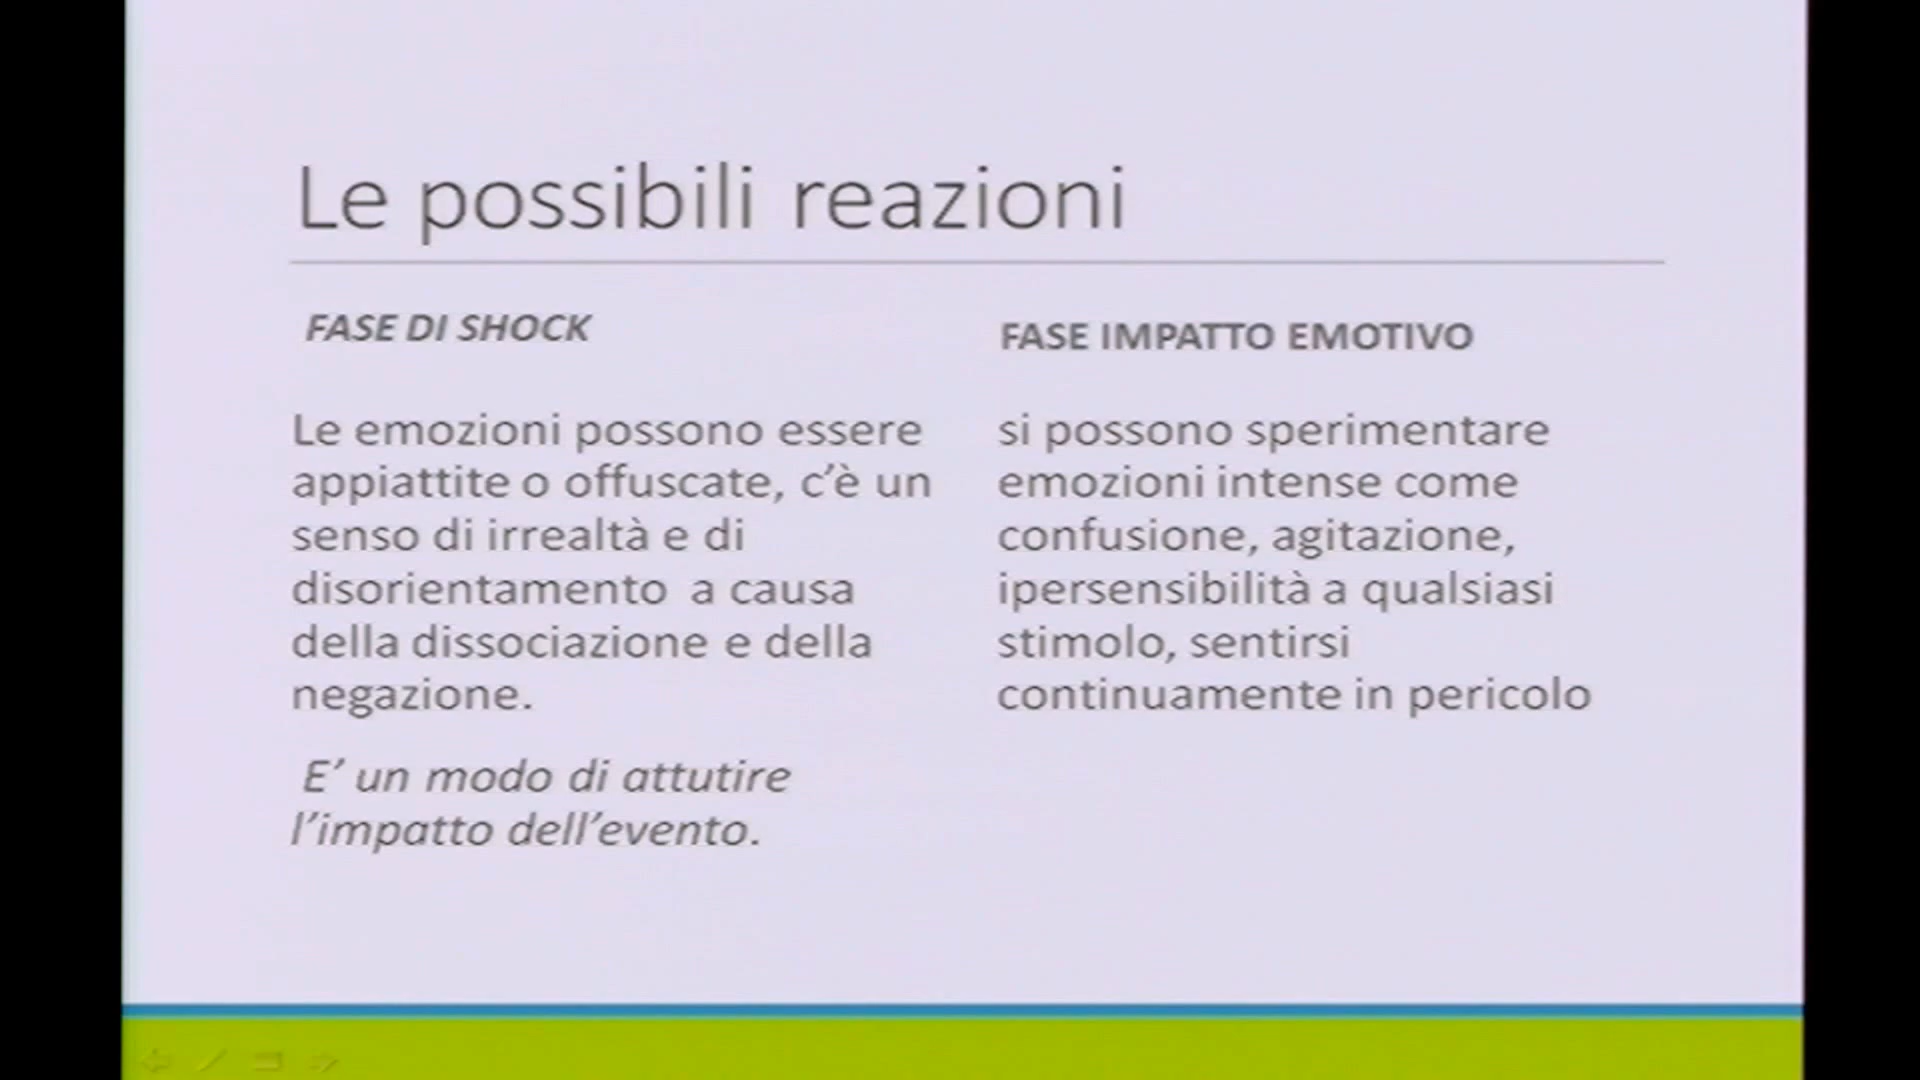 Le possibili reazioni
FASE DI SHOCK
Le emozioni possono essere
appiattite o offuscate, c’è un
senso di irrealtà e di
disorientamento a causa
della dissociazione e della
negazione.
E’ un modo di attutire
l’impatto dell’evento.
FASE IMPATTO EMOTIVO
si possono sperimentare
emozioni intense come
confusione, agitazione,
ipersensibilità a qualsiasi
stimolo, sentirsi
continuamente in pericolo